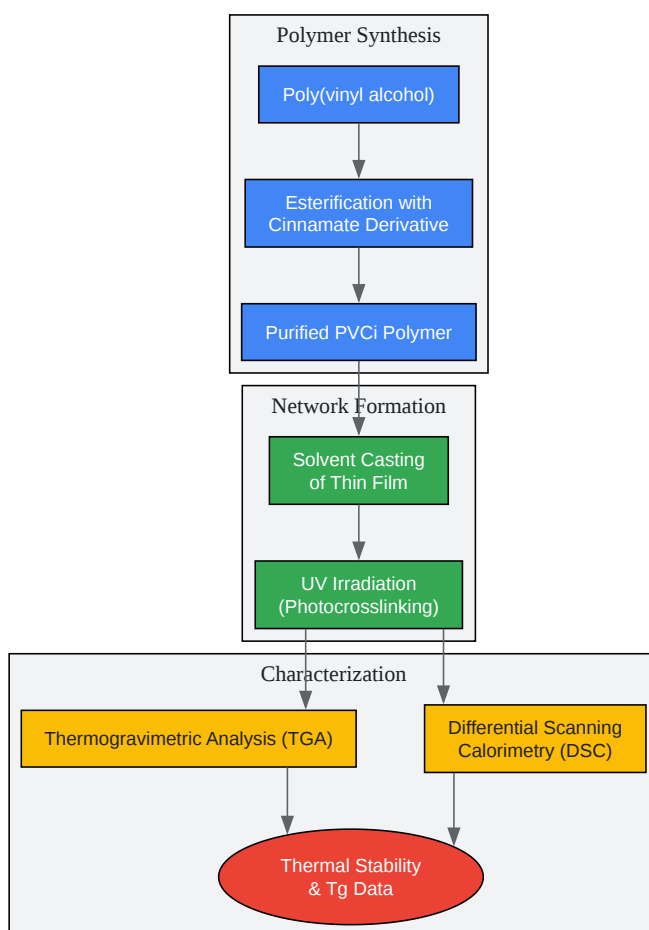 Polymer Synthesis
Poly(vinyl alcohol)
Esterification with
Cinnamate Derivative
Purified PVCi Polymer
Network Formation
Solvent Casting
of Thin Film
UV Irradiation
(Photocrosslinking)
Characterization
Thermogravimetric Analysis (TGA)
Differential Scanning
Calorimetry (DSC)
Thermal Stability
& Tg Data